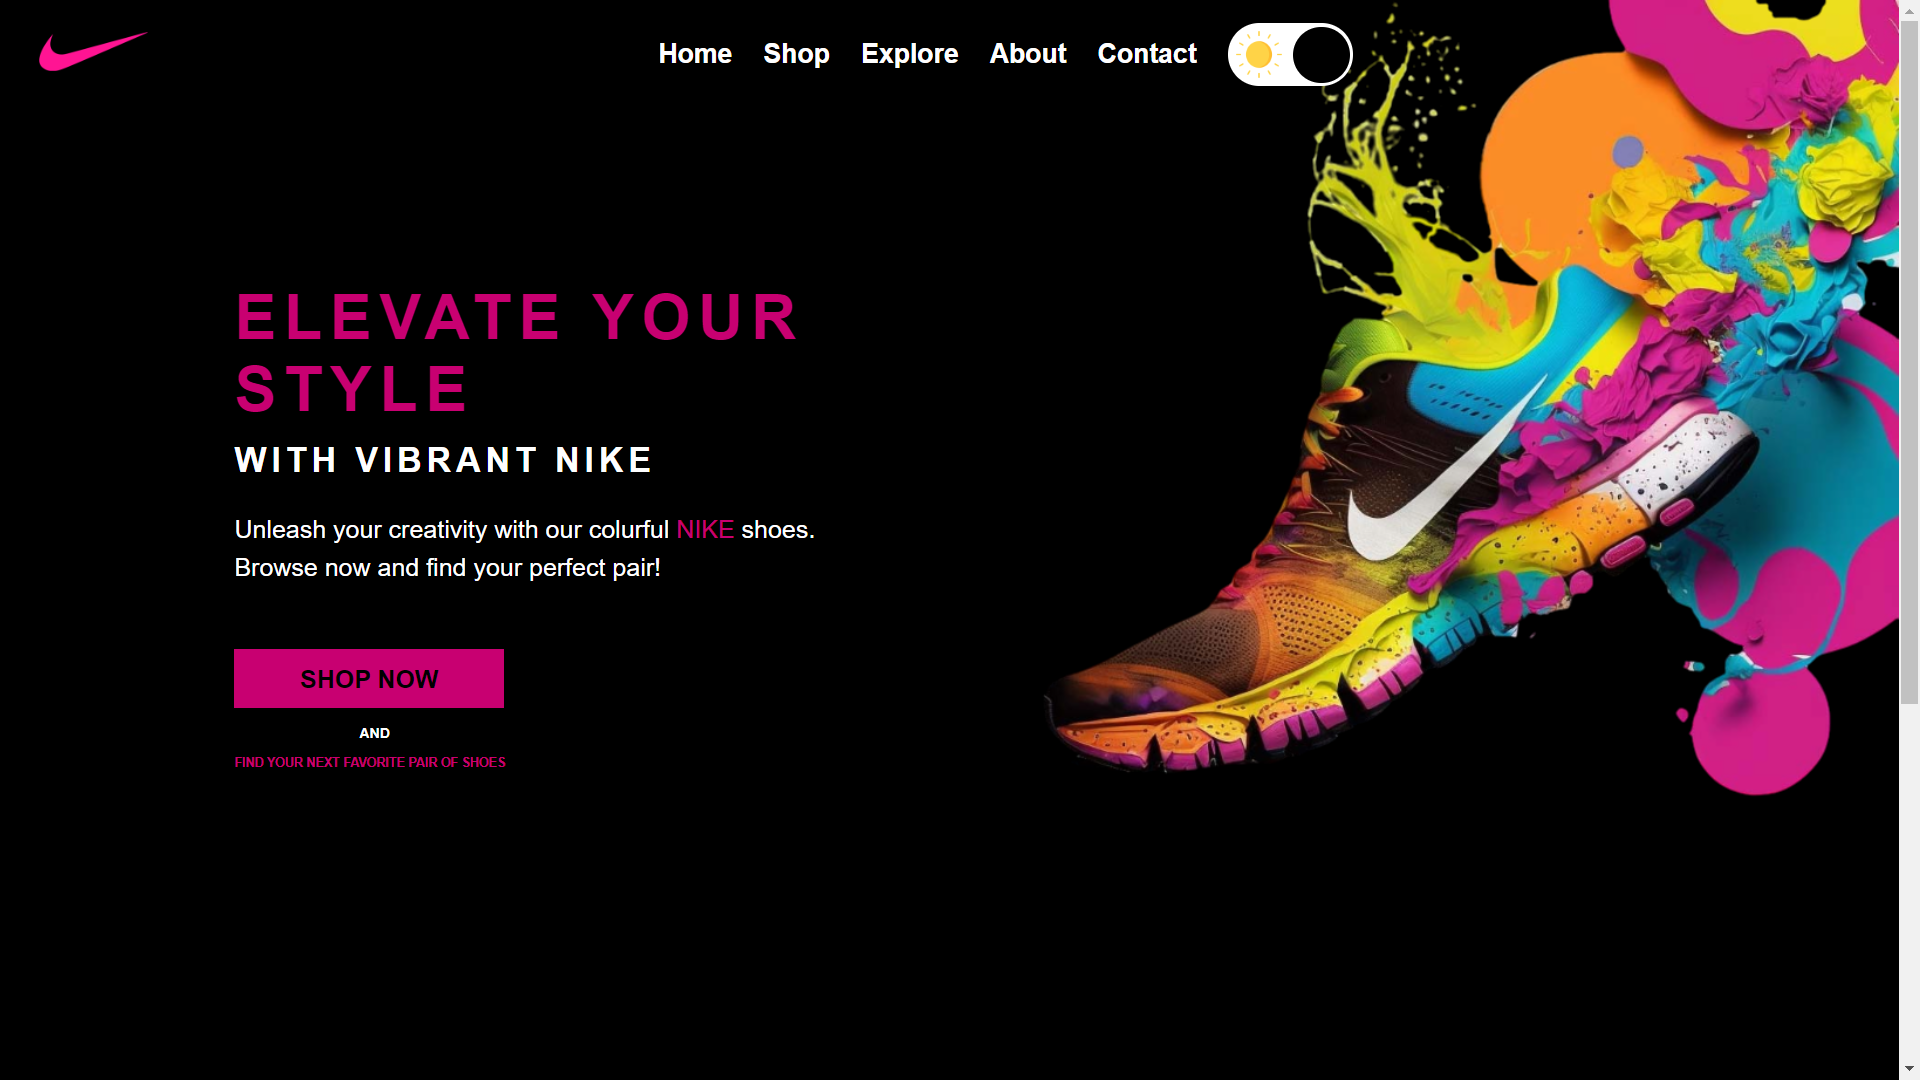 Home Shop Explore About Contact
ELEVATE YOUR
STYLE
WITH VIBRANT NIKE
Unleash your creativity with our colurful NIKE shoes.
Browse now and find your perfect pair!
SHOP NOW
AND
FIND YOUR NEXT FAVORITE PAIR OF SHOES